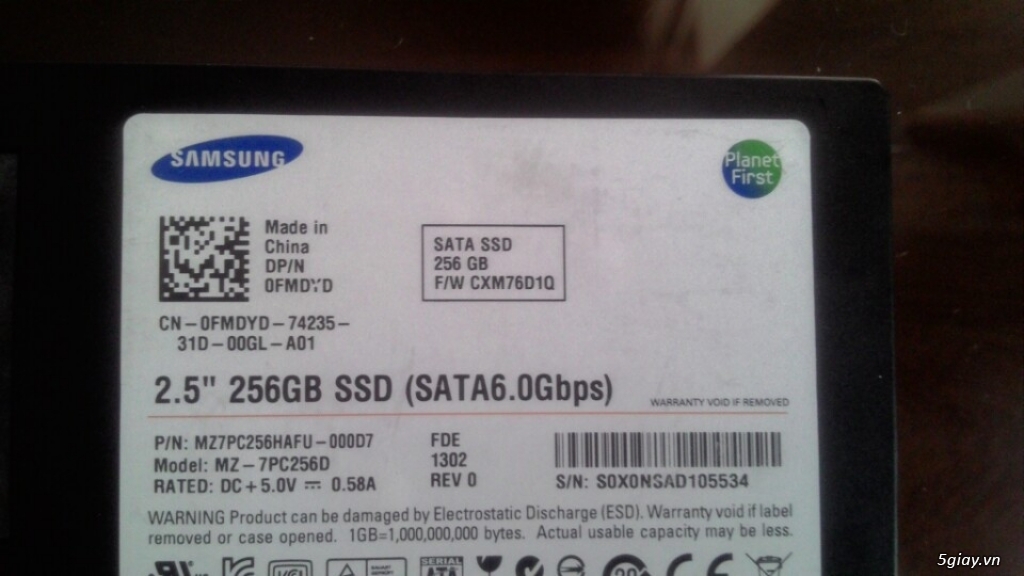 SAMSUNG
Planet
First
Made in
China
DP/N
0FMDYD
SATA SSD
256 GB
F/W CXM76D1Q
CN-0FMDYD-74235-
31D-00GL-A01
2.5" 256GB SSD (SATA6.0Gbps)
WARRANTY VOID IF REMOVED
P/N: MZ7PC256HAFU-000D7
Model: MZ-7PC256D
RATED: DC+5.0V ⎓ 0.58A
FDE
1302
REV 0
S/N: S0X0NSAD105534
WARNING Product can be damaged by Electrostatic Discharge (ESD). Warranty void if label
removed or case opened. 1GB=1,000,000,000 bytes. Actual usable capacity may be less.
SERIAL
ATA
5giay.vn